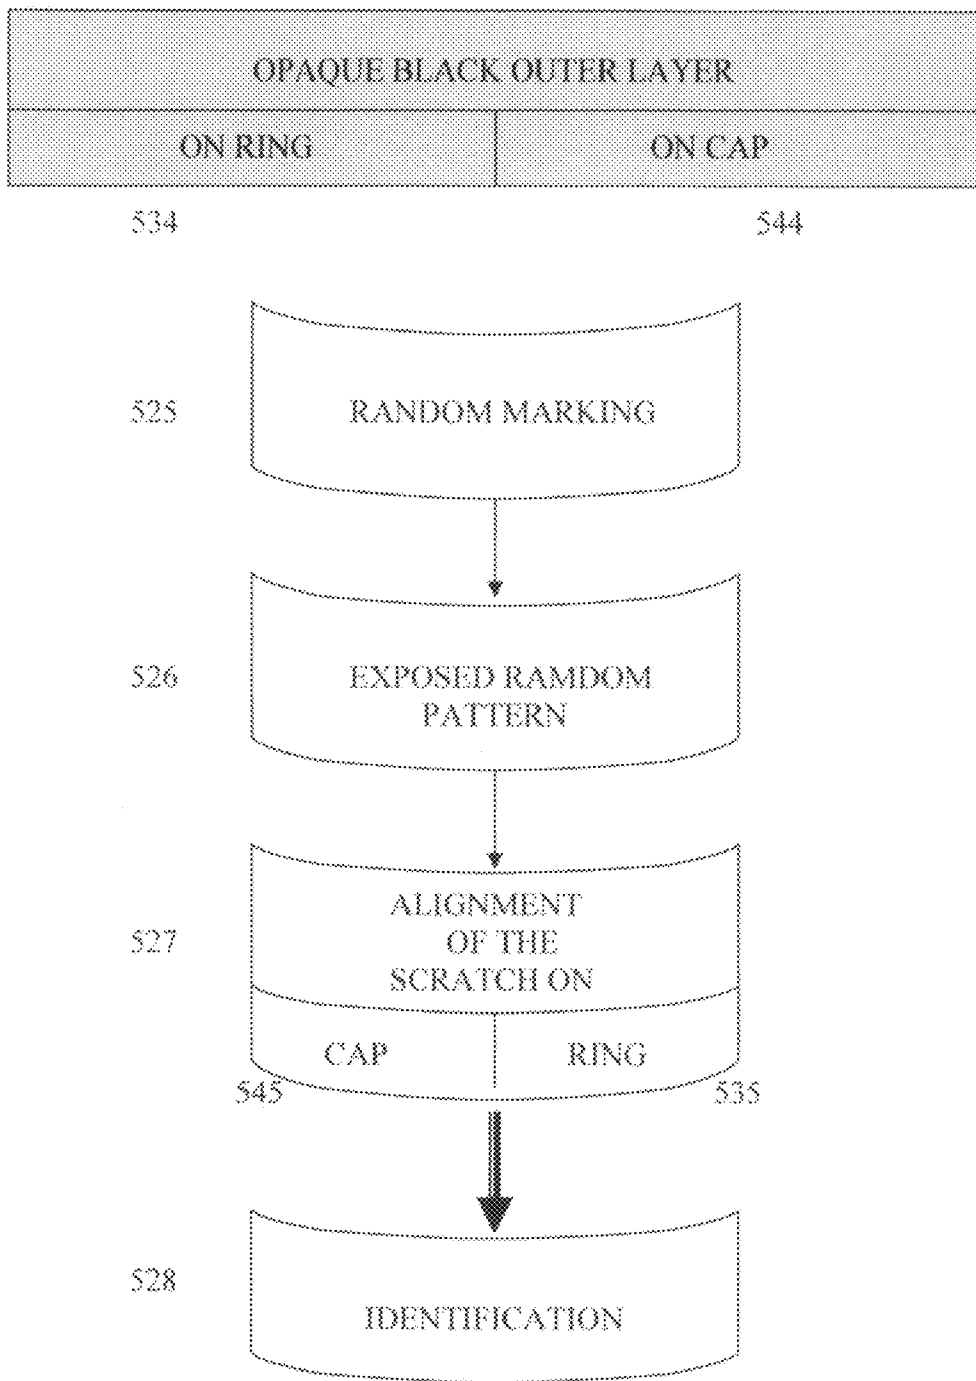 OPAQUE BLACK OUTER LAYER
ON RING ON CAP
534 544
525 RANDOM MARKING
526 EXPOSED RAMDOM
PATTERN
ALIGNMENT
527 OF THE
SCRATCH ON
CAP RING
545 535
528
IDENTIFICATION